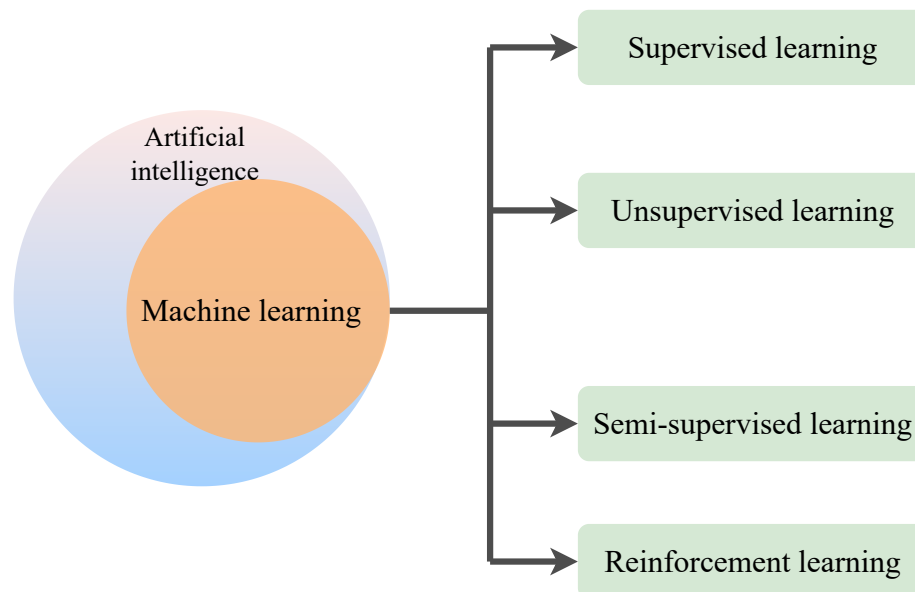 Artificial
intelligence
Machine learning
Supervised learning
Unsupervised learning
Semi-supervised learning
Reinforcement learning